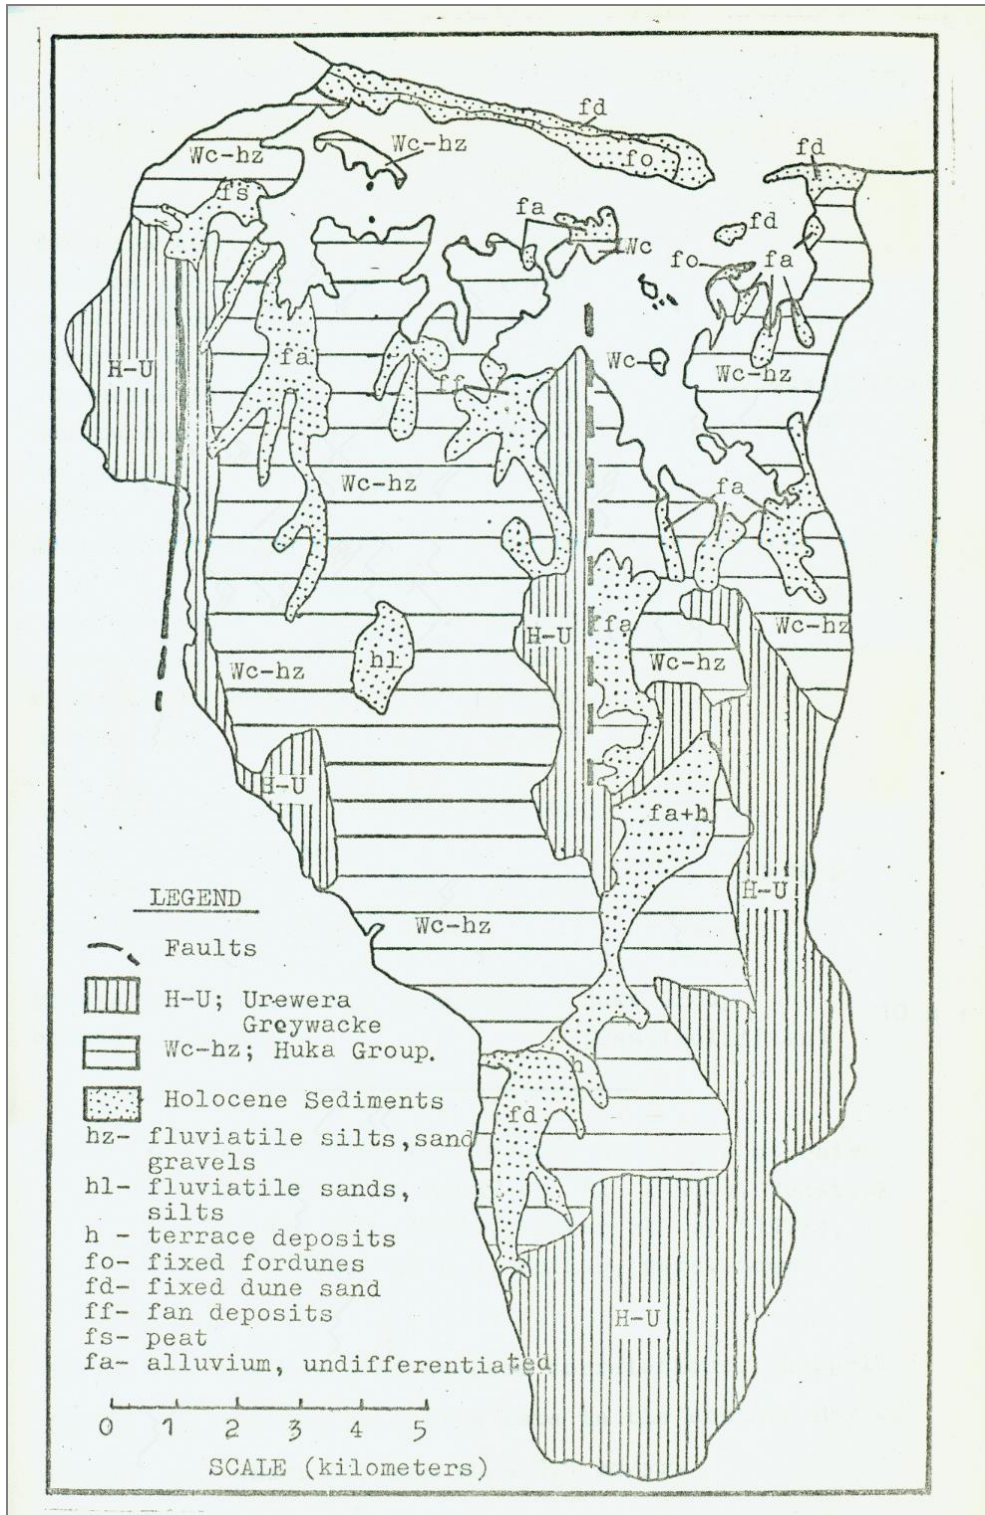 fd
Wc-hz
fd
Wc-hz
fo
fs
fa
fd
Wc
fo
fa
H-U
fa
Wc
Wc-hz
ff
Wc-hz
fa
H-U
fa
Wc-hz
Wc-hz
hl
Wc-hz
H-U
fa+h
H-U
Wc-hz
h
fd
H-U
LEGEND
Faults
H-U; Urewera
Greywacke
Wc-hz; Huka Group.
Holocene Sediments
hz- fluviatile silts,sand
gravels
hl- fluviatile sands,
silts
h - terrace deposits
fo- fixed fordunes
fd- fixed dune sand
ff- fan deposits
fs- peat
fa- alluvium, undifferentiated
0 1 2 3 4 5
SCALE (kilometers)